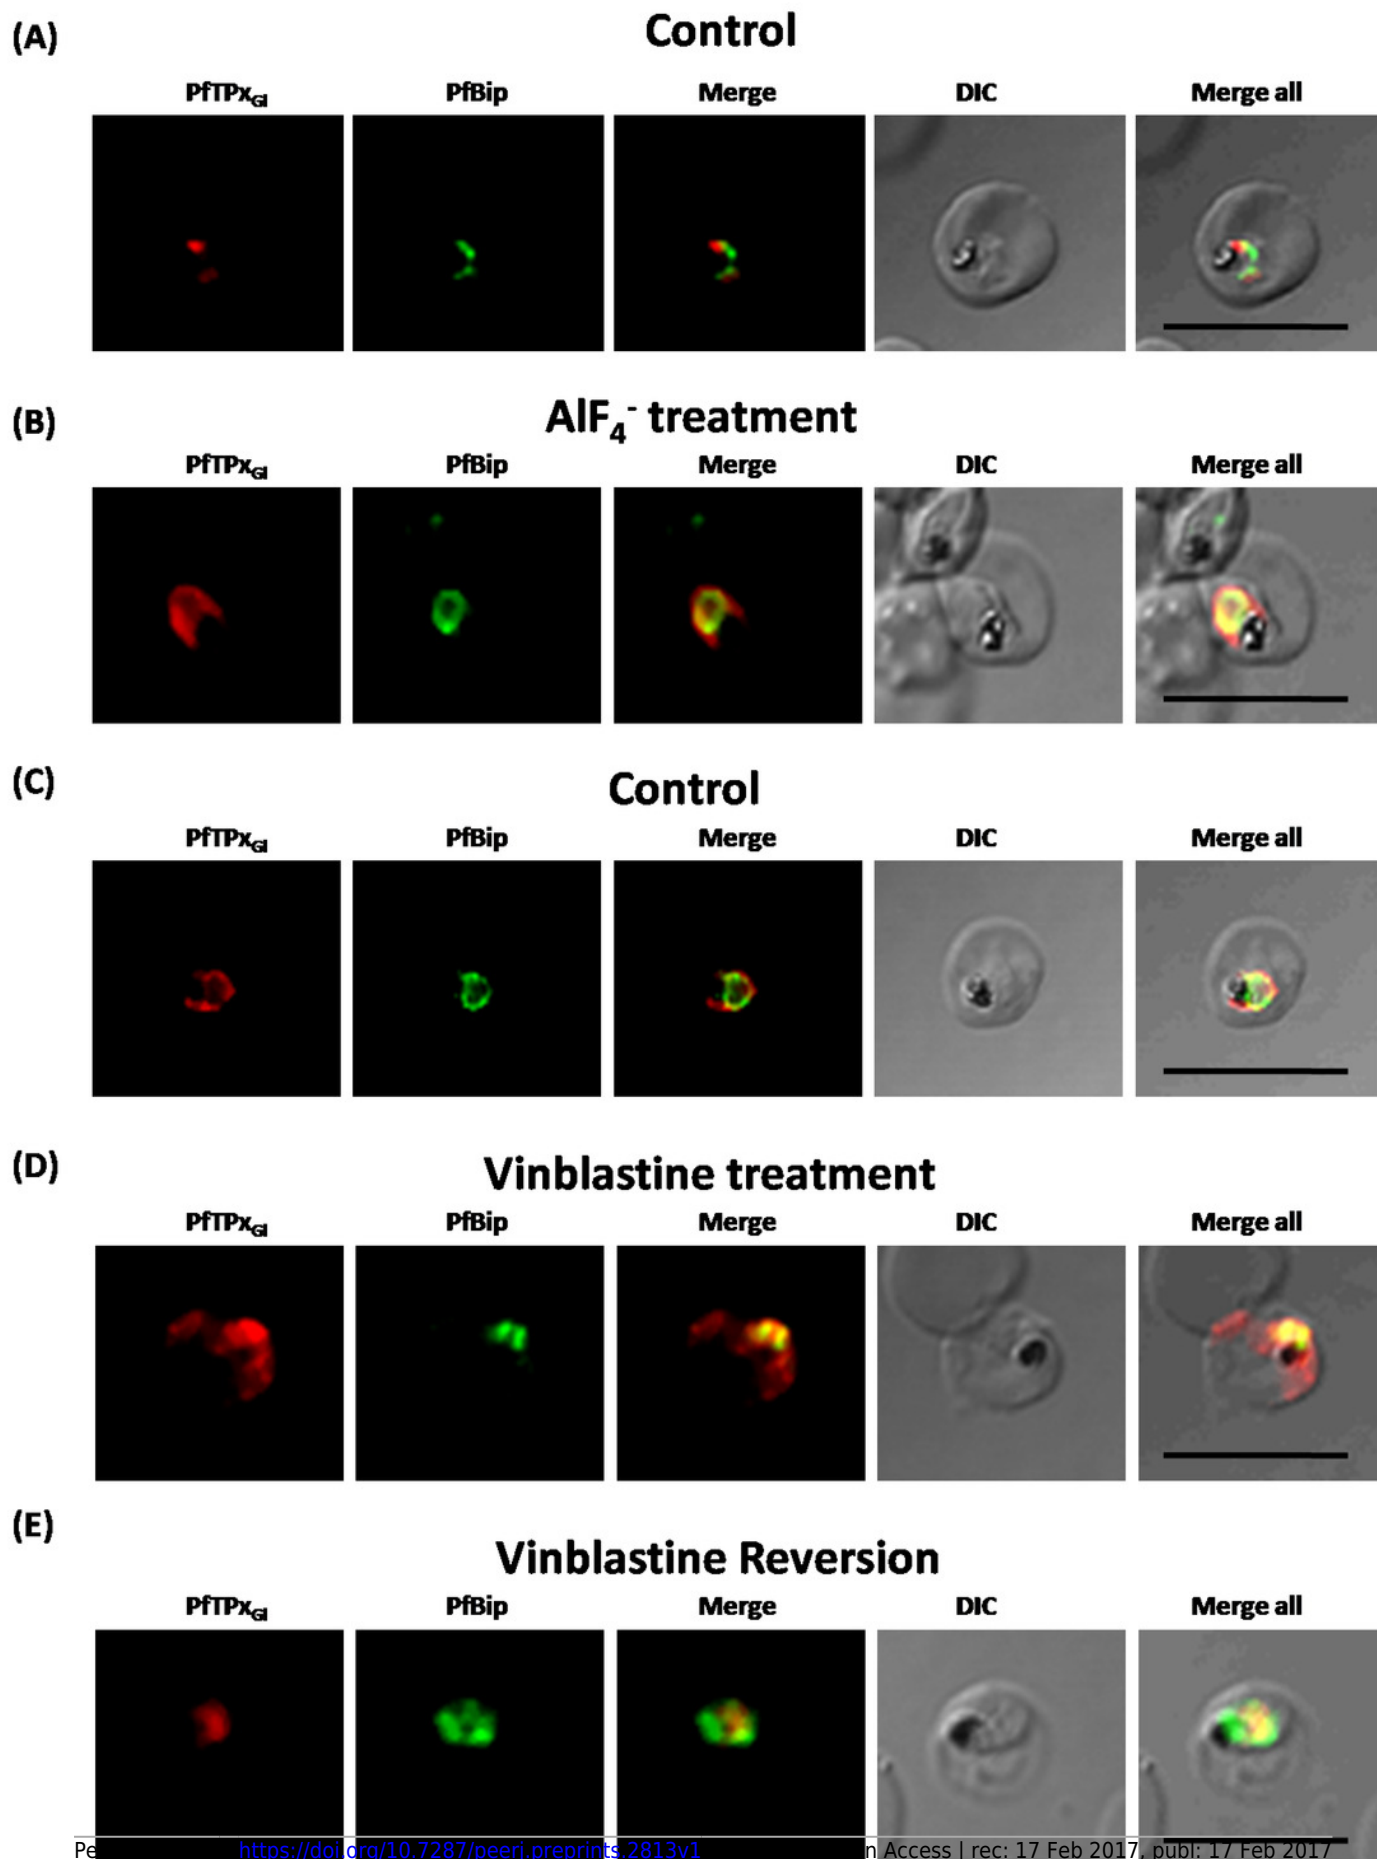 (A)
Control
PfTPxGl PfBip Merge DIC Merge all
(B)
AlF4- treatment
PfTPxGl PfBip Merge DIC Merge all
(C)
Control
PfTPxGl PfBip Merge DIC Merge all
(D)
Vinblastine treatment
PfTPxGl PfBip Merge DIC Merge all
(E)
Vinblastine Reversion
PfTPxGl PfBip Merge DIC Merge all
https://doi.org/10.7287/peerj.preprints.2813v1 Access | rec: 17 Feb 2017, publ: 17 Feb 2017